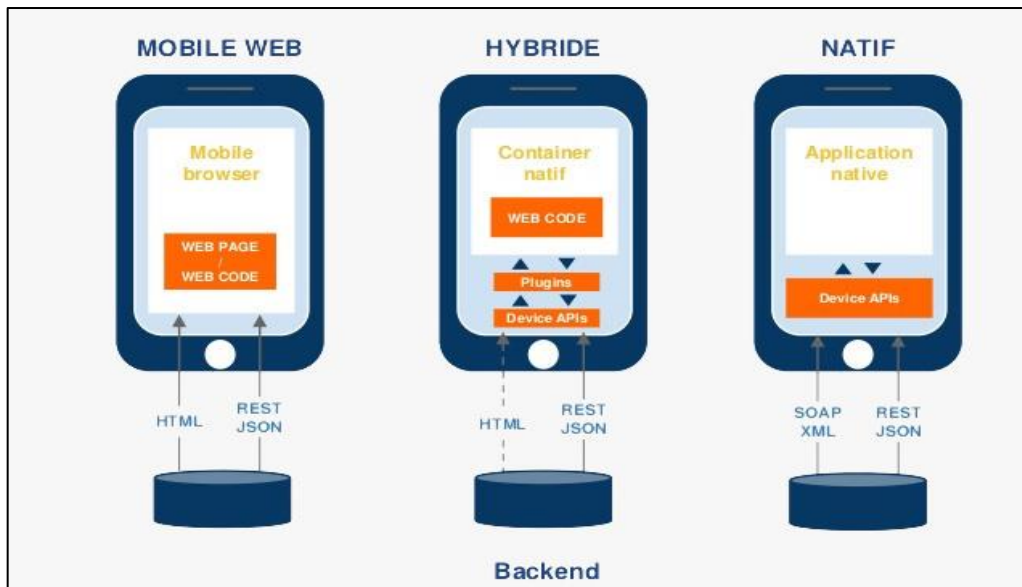 MOBILE WEB
Mobile
browser
WEB PAGE
/
WEB CODE
HTML
REST
JSON
HYBRIDE
Container
natif
WEB CODE
Plugins
Device APIs
HTML
REST
JSON
NATIF
Application
native
Device APIs
SOAP
XML
REST
JSON
Backend